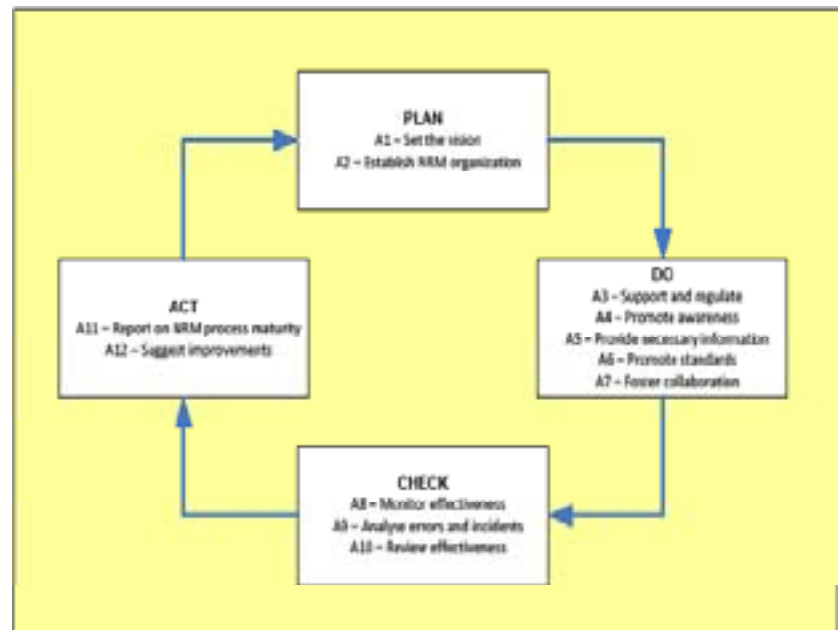 PLAN
A1 – Set the vision
A2 – Establish NRM organization
DO
A3 – Support and regulate
A4 – Promote awareness
A5 – Provide necessary information
A6 – Promote standards
A7 – Foster collaboration
CHECK
A8 – Monitor effectiveness
A9 – Analyse errors and incidents
A10 – Review effectiveness
ACT
A11 – Report on NRM process maturity
A12 – Suggest improvements